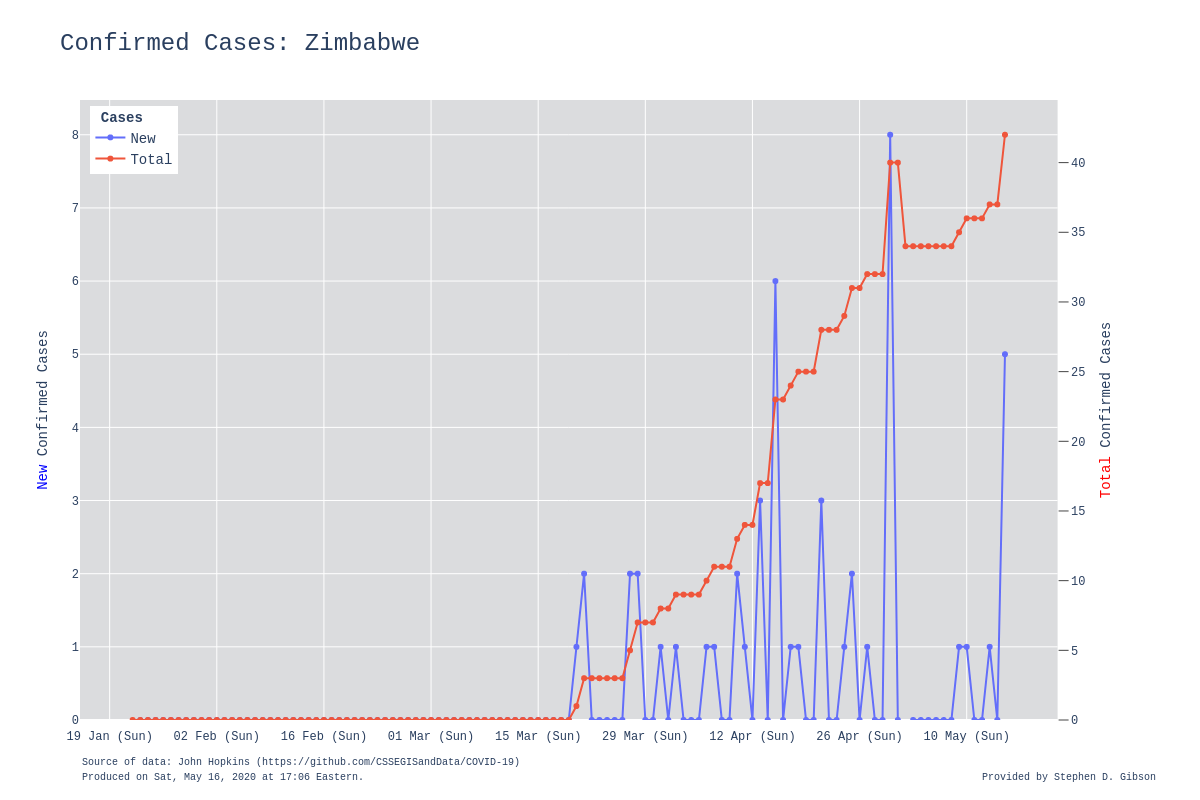 Confirmed Cases: Zimbabwe
Cases
New
Total
8
7
6
5
4
3
2
1
0
New Confirmed Cases
40
35
30
25
20
15
10
5
0
Total Confirmed Cases
19 Jan (Sun) 02 Feb (Sun) 16 Feb (Sun) 01 Mar (Sun) 15 Mar (Sun) 29 Mar (Sun) 12 Apr (Sun) 26 Apr (Sun) 10 May (Sun)
Source of data: John Hopkins (https://github.com/CSSEGISandData/COVID-19)
Produced on Sat, May 16, 2020 at 17:06 Eastern.
Provided by Stephen D. Gibson